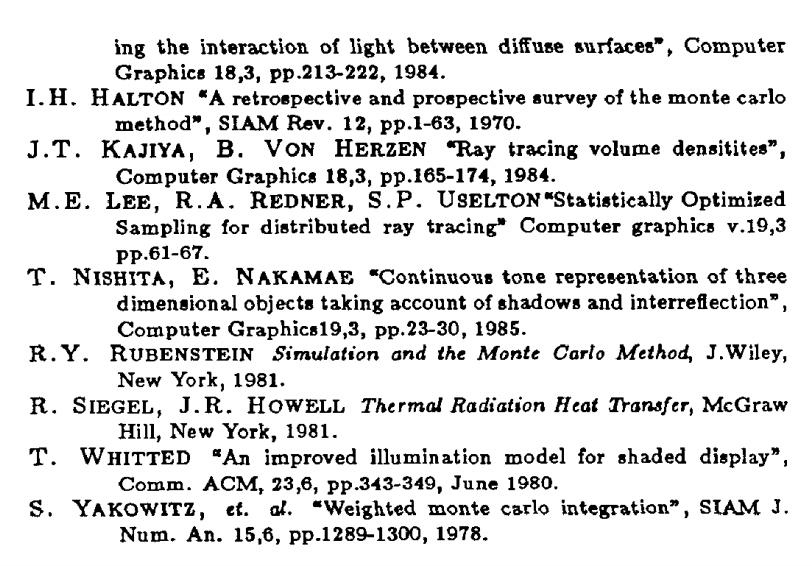 ing the interaction of light between diffuse surfaces", Computer
Graphics 18,3, pp.213-222, 1984.
I.H. HALTON "A retrospective and prospective survey of the monte carlo
method", SIAM Rev. 12, pp.1-63, 1970.
J.T. KAJIYA, B. VON HERZEN "Ray tracing volume densitites",
Computer Graphics 18,3, pp.165-174, 1984.
M.E. LEE, R.A. REDNER, S.P. USELTON"Statistically Optimized
Sampling for distributed ray tracing" Computer graphics v.19,3
pp.61-67.
T. NISHITA, E. NAKAMAE "Continuous tone representation of three
dimensional objects taking account of shadows and interreflection",
Computer Graphics19,3, pp.23-30, 1985.
R.Y. RUBENSTEIN Simulation and the Monte Carlo Method, J.Wiley,
New York, 1981.
R. SIEGEL, J.R. HOWELL Thermal Radiation Heat Transfer, McGraw
Hill, New York, 1981.
T. WHITTED "An improved illumination model for shaded display",
Comm. ACM, 23,6, pp.343-349, June 1980.
S. YAKOWITZ, et. al. "Weighted monte carlo integration", SIAM J.
Num. An. 15,6, pp.1289-1300, 1978.